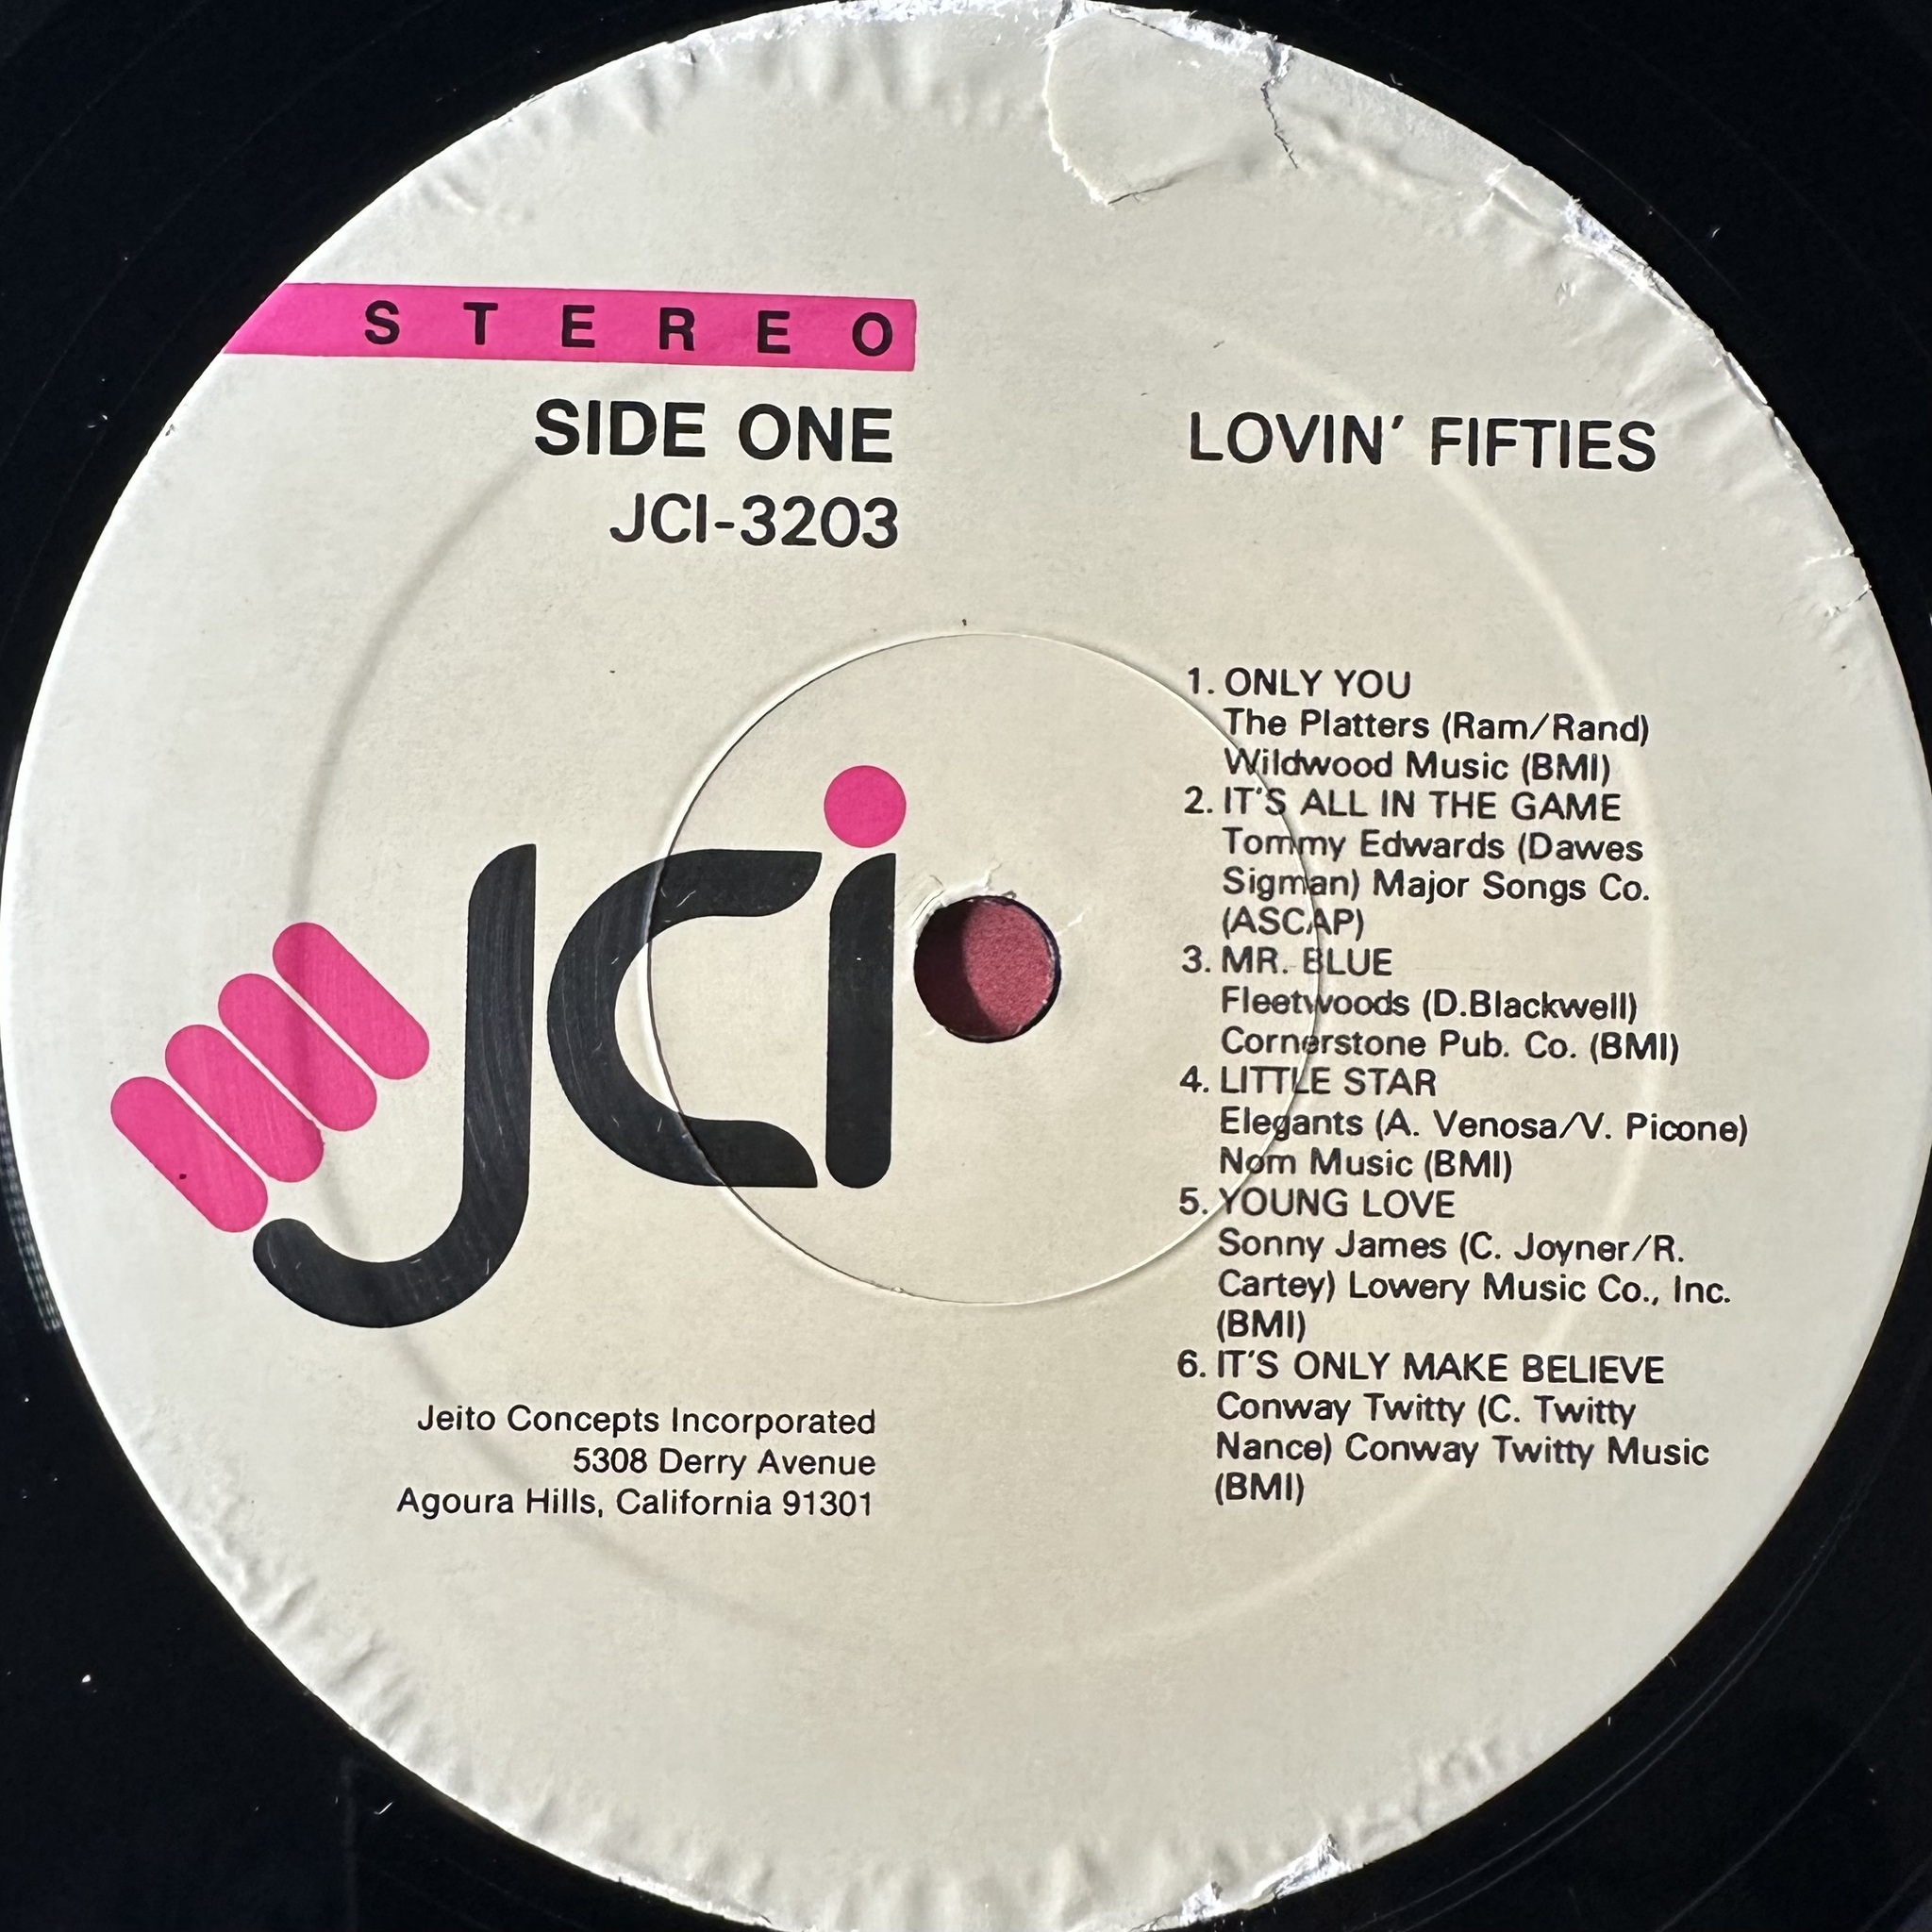 STEREO
SIDE ONE
JCI-3203
LOVIN' FIFTIES
JCi
1. ONLY YOU
The Platters (Ram/Rand)
Wildwood Music (BMI)
2. IT'S ALL IN THE GAME
Tommy Edwards (Dawes
Sigman) Major Songs Co.
(ASCAP)
3. MR. BLUE
Fleetwoods (D.Blackwell)
Cornerstone Pub. Co. (BMI)
4. LITTLE STAR
Elegants (A. Venosa/V. Picone)
Nom Music (BMI)
5. YOUNG LOVE
Sonny James (C. Joyner/R.
Cartey) Lowery Music Co., Inc.
(BMI)
6. IT'S ONLY MAKE BELIEVE
Conway Twitty (C. Twitty
Nance) Conway Twitty Music
(BMI)
Jeito Concepts Incorporated
5308 Derry Avenue
Agoura Hills, California 91301